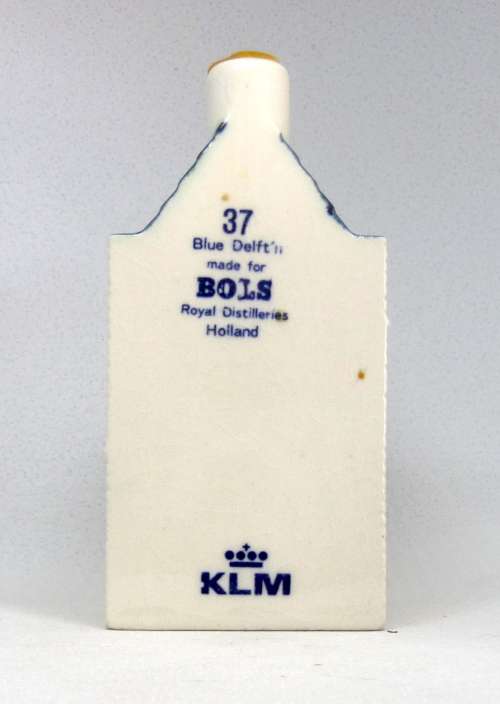 37
Blue Delft's
made for
BOLS
Royal Distilleries
Holland
KLM